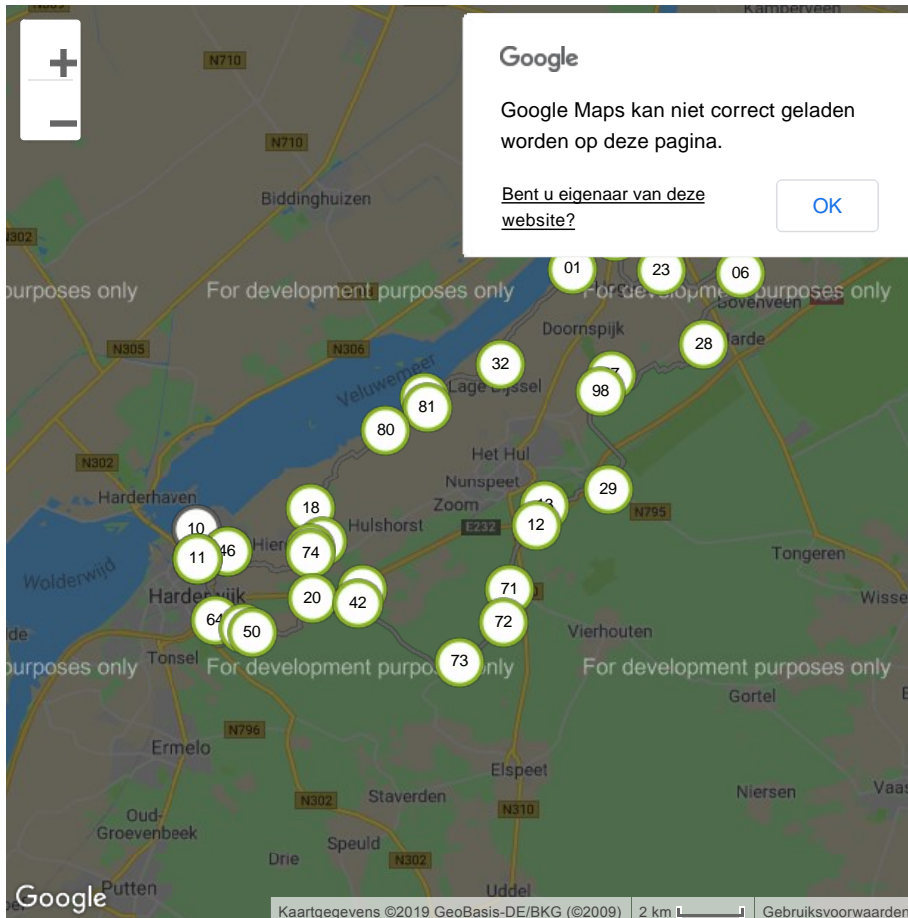 Kamperveen
N710
Google
Google Maps kan niet correct geladen
worden op deze pagina.
Bent u eigenaar van deze
website?
OK
N710
Biddinghuizen
N302
01
23
06
purposes only
For development purposes only
For development purposes only
Bovenveen
Doornspijk
28
N305
N306
32
Veluwemeer
Lage Bijssel
98
81
80
Het Hul
N302
Nunspeet
29
Harderhaven
Zoom
18
12
N795
10
Hulshorst
E232
46
11
74
Tongeren
Wolderwijd
Harderwijk
20
42
71
64
72
50
Vierhouten
Tonsel
73
purposes only
For development purposes only
For development purposes only
Gortel
N796
Ermelo
Elspeet
N302
Staverden
N310
Niersen
Oud-
Groevenbeek
Speuld
Drie
N302
Putten
Uddel
Google
Kaartgegevens ©2019 GeoBasis-DE/BKG (©2009)
2 km
Gebruiksvoorwaarden